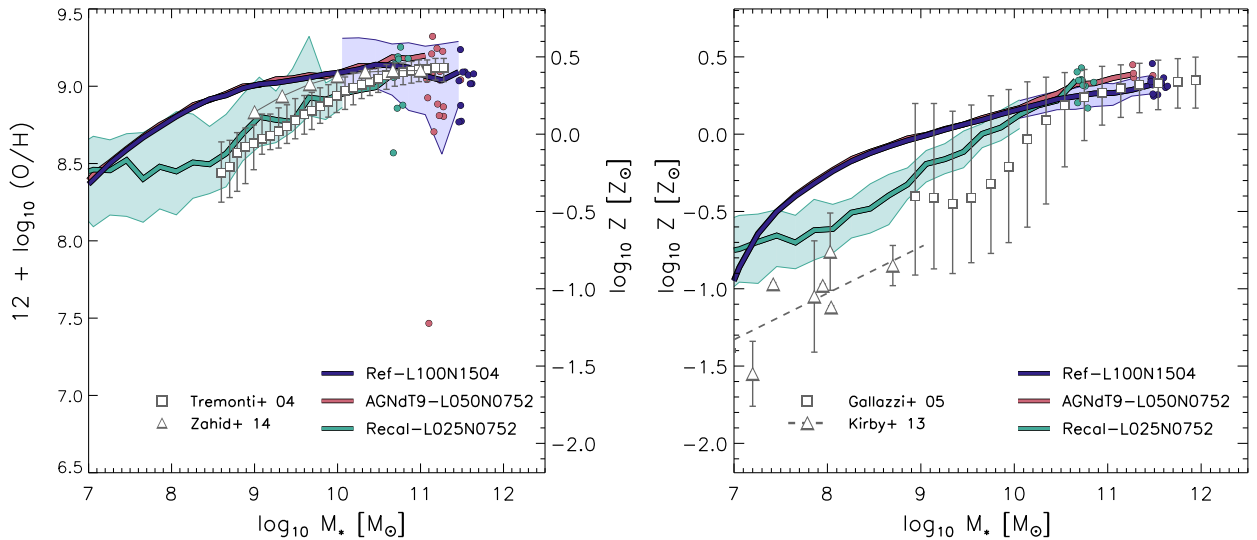 9.5
9.0
8.5
8.0
7.5
7.0
6.5
12 + log10 (O/H)
7 8 9 10 11 12
log10 M* [M⊙]
0.5
0.0
−0.5
−1.0
−1.5
−2.0
log10 Z [Z⊙]
Ref−L100N1504
Tremonti+ 04 AGNdT9−L050N0752
Zahid+ 14 Recal−L025N0752
log10 Z [Z⊙]
0.5
0.0
−0.5
−1.0
−1.5
−2.0
7 8 9 10 11 12
log10 M* [M⊙]
Ref−L100N1504
Gallazzi+ 05 AGNdT9−L050N0752
Kirby+ 13 Recal−L025N0752